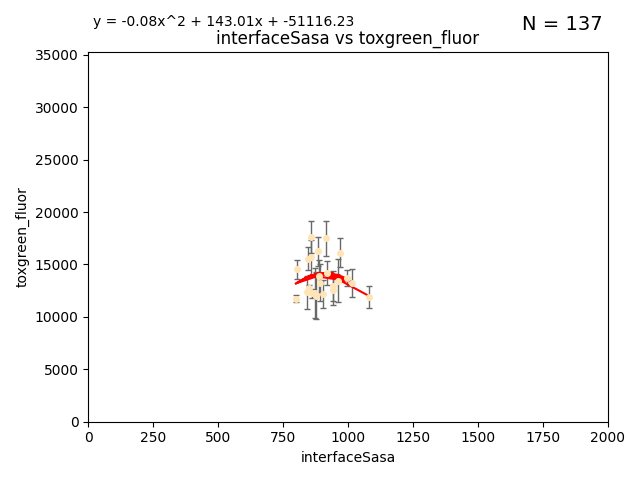 y = -0.08x^2 + 143.01x + -51116.23
N = 137
interfaceSasa vs toxgreen_fluor
35000
30000
25000
20000
15000
10000
5000
0
toxgreen_fluor
0 250 500 750 1000 1250 1500 1750 2000
interfaceSasa